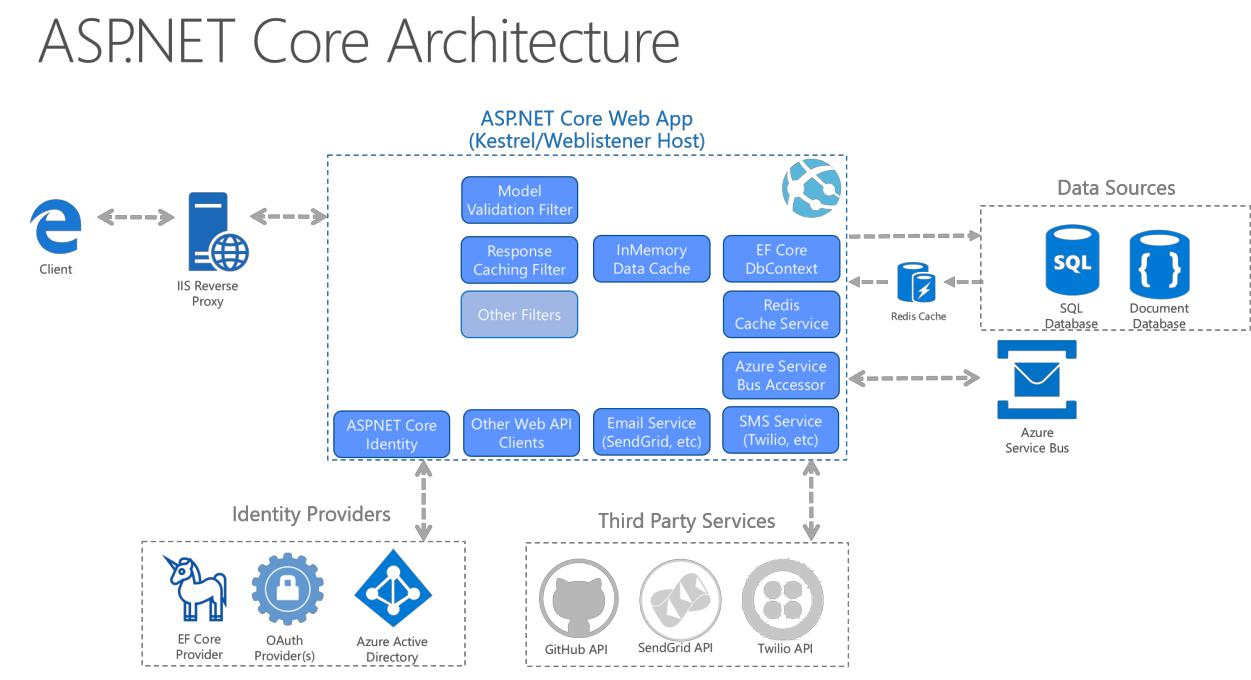 ASP.NET Core Architecture
ASP.NET Core Web App
(Kestrel/Weblistener Host)
Client
IIS Reverse
Proxy
Model
Validation Filter
Response
Caching Filter
Other Filters
InMemory
Data Cache
EF Core
DbContext
Redis
Cache Service
Azure Service
Bus Accessor
ASPNET Core
Identity
Other Web API
Clients
Email Service
(SendGrid, etc)
SMS Service
(Twilio, etc)
Redis Cache
Data Sources
SQL
SQL
Database
{ }
Document
Database
Azure
Service Bus
Identity Providers
EF Core
Provider
OAuth
Provider(s)
Azure Active
Directory
Third Party Services
GitHub API
SendGrid API
Twilio API